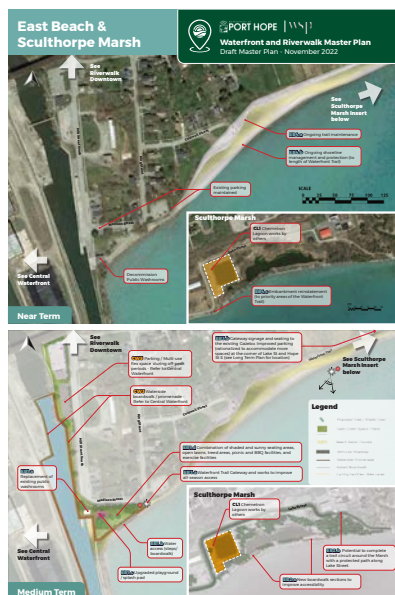 East Beach &
Sculthorpe Marsh
PORT HOPE | WSP
Waterfront and Riverwalk Master Plan
Draft Master Plan - November 2022
See
Riverwalk
Downtown
See
Sculthorpe
Marsh Insert
below
Ongoing trail maintenance
Ongoing shoreline
management and protection (to
length of Waterfront Trail)
Existing parking
maintained
SCALE
Sculthorpe Marsh
CLI Chemetron
Lagoon works by
others
See Central
Waterfront
Decommission
Public Washrooms
Embankment reinstatement
(to priority areas of the Waterfront
Trail)
Near Term
See
Riverwalk
Downtown
Gateway signage and seating to
the existing Gazebo. Improved parking
(rationalized to accommodate more
spaces) at the corner of Lake St and Hope
St S (see Long Term Plan for location)
Parking / Multi-use
flex space during off-peak
periods - Refer to Central
Waterfront
See Sculthorpe
Marsh Insert
below
Waterside
boardwalk / promenade
- Refer to Central Waterfront
Legend
Combination of shaded and sunny seating areas,
open lawns, treed areas, picnic and BBQ facilities, and
exercise facilities
Replacement of
existing public
washrooms
Waterfront Trail Gateway and works to improve
all-season access
Sculthorpe Marsh
CLI Chemetron
Lagoon works by
others
See Central
Waterfront
Water
access (steps/
boardwalk)
Potential to complete
a trail circuit around the Marsh
with a protected path along
Lake Street
Upgraded playground
/ splash pad
New boardwalk sections to
improve accessibility
Medium Term